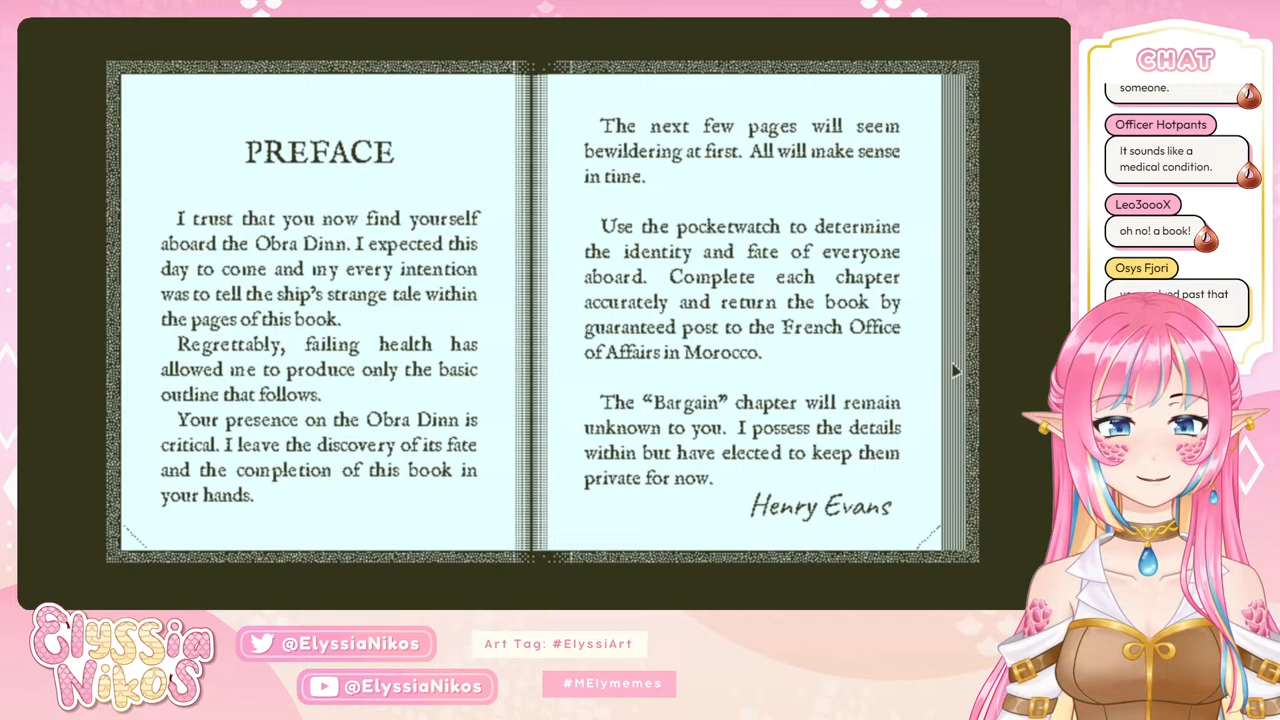 PREFACE
I trust that you now find yourself
aboard the Obra Dinn. I expected this
day to come and my every intention
was to tell the ship's strange tale within
the pages of this book.
Regrettably, failing health has
allowed me to produce only the basic
outline that follows.
Your presence on the Obra Dinn is
critical. I leave the discovery of its fate
and the completion of this book in
your hands.
The next few pages will seem
bewildering at first. All will make sense
in time.
Use the pocketwatch to determine
the identity and fate of everyone
aboard. Complete each chapter
accurately and return the book by
guaranteed post to the French Office
of Affairs in Morocco.
The “Bargain” chapter will remain
unknown to you. I possess the details
within but have elected to keep them
private for now.
Henry Evans
CHAT
someone.
Officer Hotpants
It sounds like a
medical condition.
Leo3oooX
oh no! a book!
Osys Fjori
past that
Elyssia
Nikos
@ElyssiaNikos
Art Tag: #ElyssiArt
@ElyssiaNikos
#MElymemes